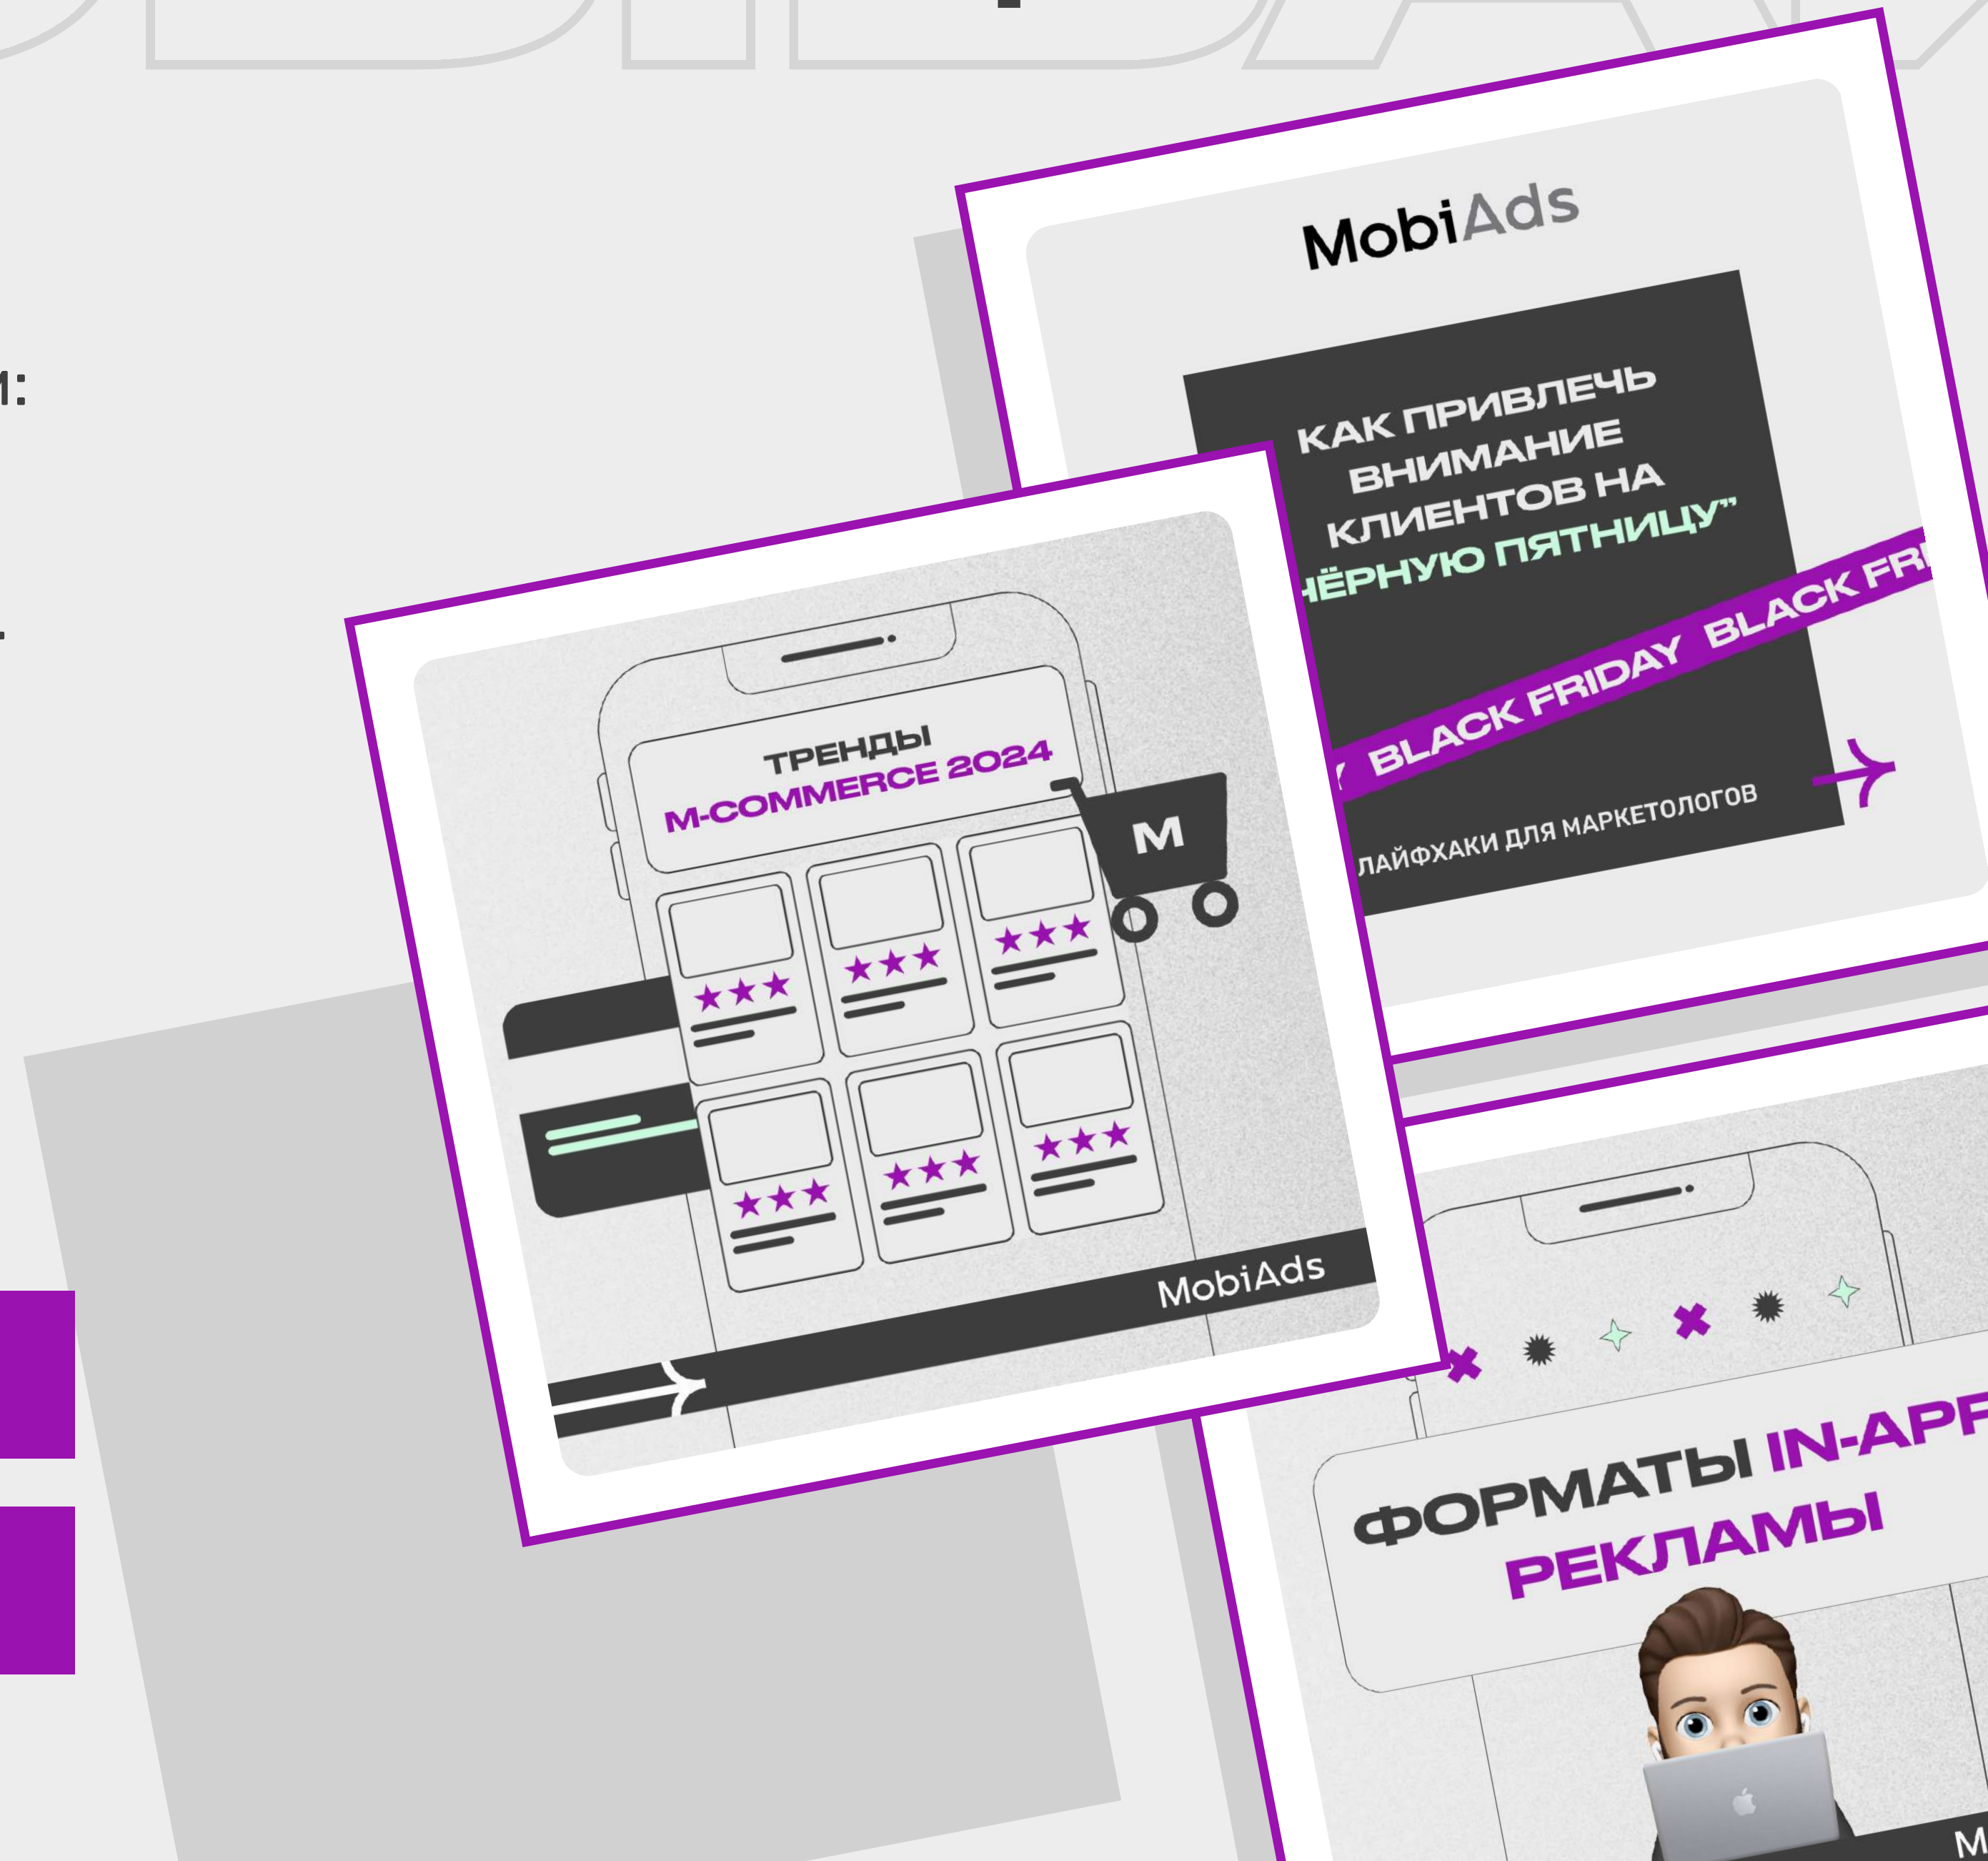 MobiAds
КАК ПРИВЛЕЧЬ
ВНИМАНИЕ
КЛИЕНТОВ НА
ЧЁРНУЮ ПЯТНИЦУ”
BLACK FRIDAY BLACK FRI
ЛАЙФХАКИ ДЛЯ МАРКЕТОЛОГОВ
ТРЕНДЫ
M-COMMERCE 2024
M
MobiAds
ФОРМАТЫ IN-APP
РЕКЛАМЫ
M